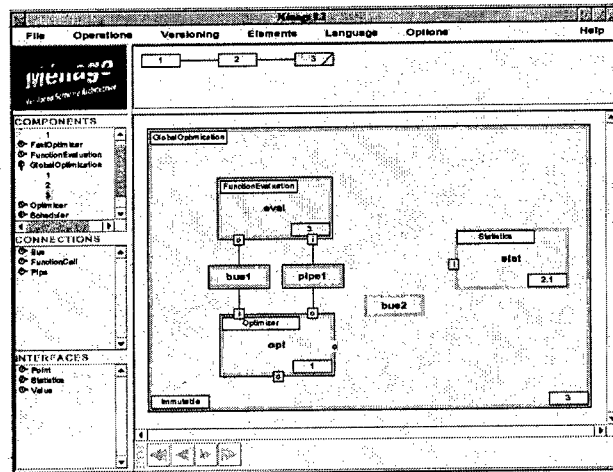 Ménage
File Operations Versioning Elements Language Options Help
1 2 3
Ménage
COMPONENTS
1
FastOptimizer
FunctionEvaluation
GlobalOptimization
1
2
3
Optimizer
Scheduler
CONNECTIONS
Bus
FunctionCall
Pipe
INTERFACES
Point
Statistics
Value
GlobalOptimization
FunctionEvaluation
eval
3
o i
bus1 pipe1
i o
Optimizer
opt
1
o
bus2
Statistics
i
stat
2.1
Immutable
3